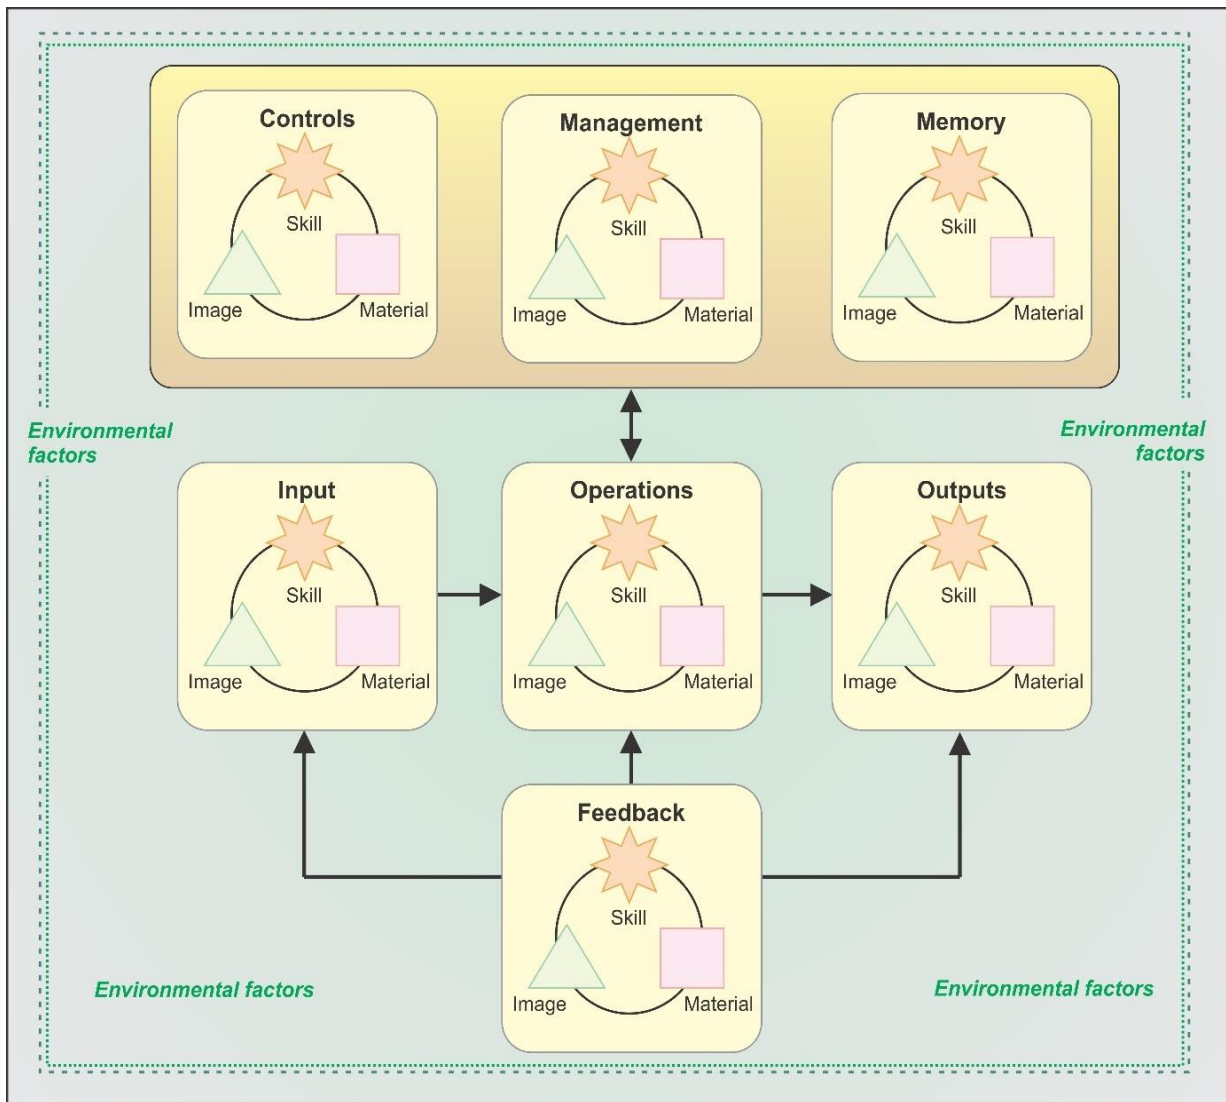 Controls
Skill
Image
Material
Management
Skill
Image
Material
Memory
Skill
Image
Material
Environmental
factors
Environmental
factors
Input
Skill
Image
Material
Operations
Skill
Image
Material
Outputs
Skill
Image
Material
Feedback
Skill
Image
Material
Environmental factors
Environmental factors